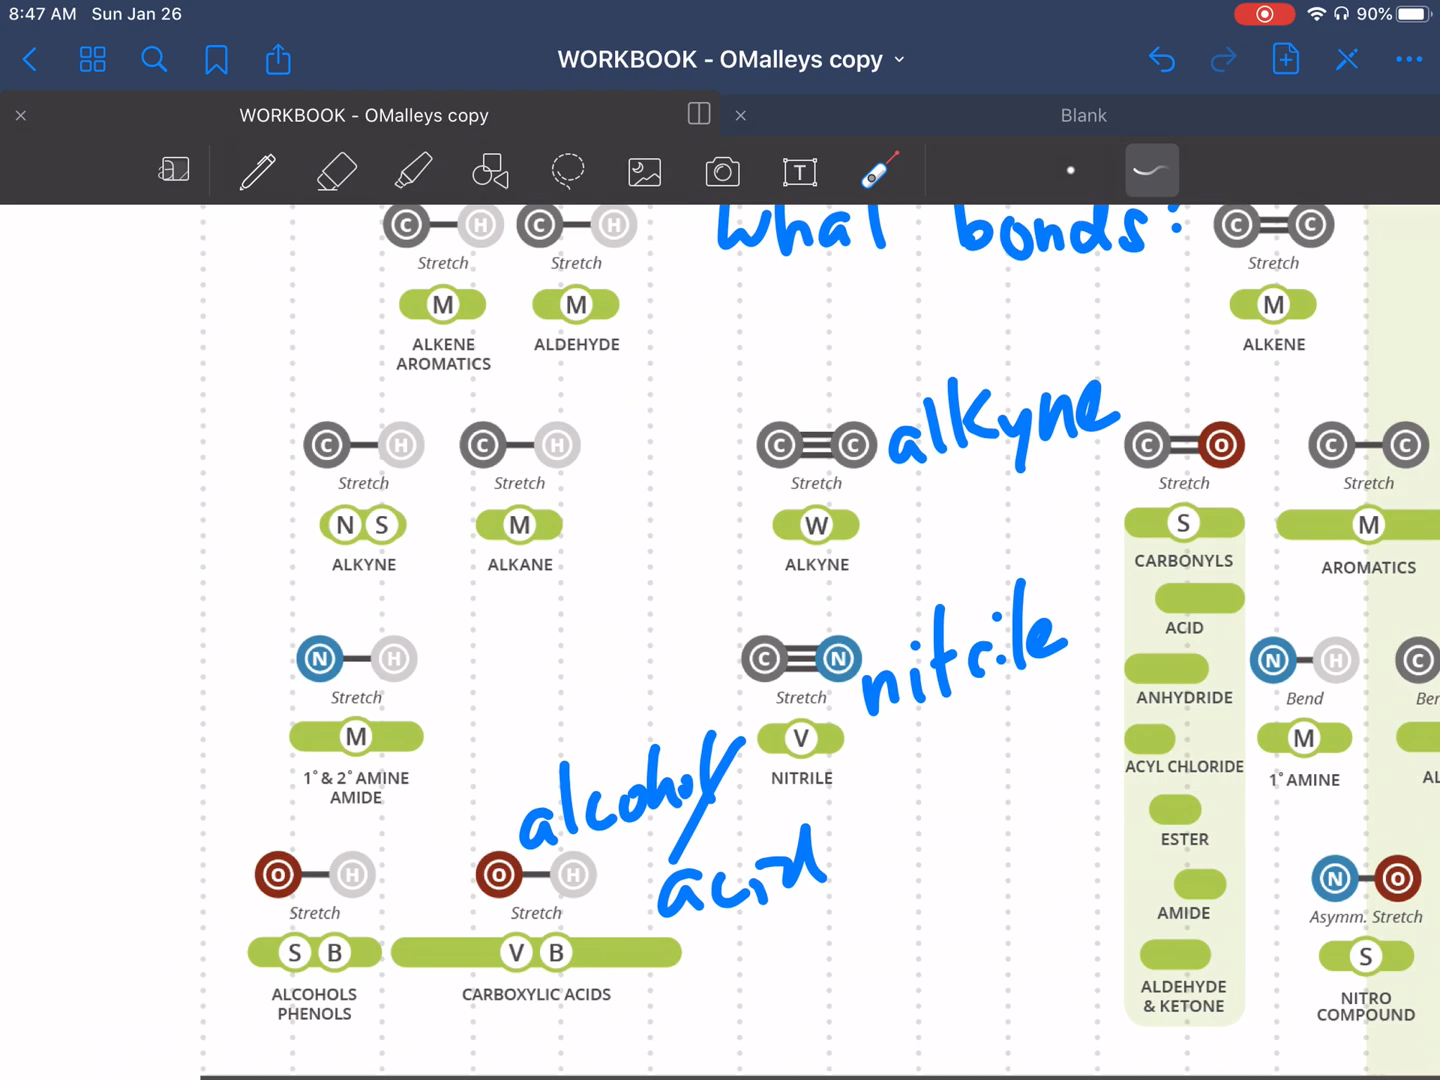 8:47 AM Sun Jan 26
90%
WORKBOOK - OMalleys copy
WORKBOOK - OMalleys copy
Blank
T
C H C H what bonds: C C
Stretch Stretch Stretch
M M M
ALKENE
AROMATICS
ALDEHYDE
ALKENE
alkyne
C H C H C C C O C C
Stretch Stretch Stretch Stretch Stretch
N S M W S M
ALKYNE ALKANE ALKYNE CARBONYLS AROMATICS
ACID
nitrile
N H C N N H C
Stretch Stretch ANHYDRIDE Bend
M V M
1° & 2° AMINE
AMIDE
NITRILE
ACYL CHLORIDE
1° AMINE
alcohol/
acid
ESTER
O H O H N O
Stretch Stretch AMIDE Asymm. Stretch
S B V B S
ALCOHOLS
PHENOLS
CARBOXYLIC ACIDS
ALDEHYDE
& KETONE
NITRO
COMPOUND